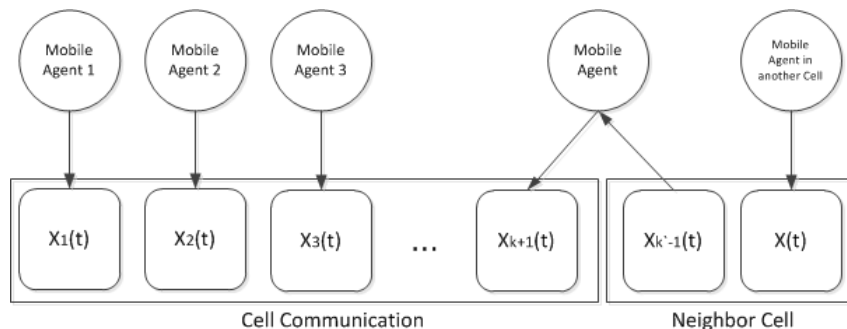 Mobile
Agent 1
Mobile
Agent 2
Mobile
Agent 3
Mobile
Agent
Mobile
Agent in
another Cell
X1(t)
X2(t)
X3(t)
...
Xk+1(t)
Xk`-1(t)
X(t)
Cell Communication
Neighbor Cell